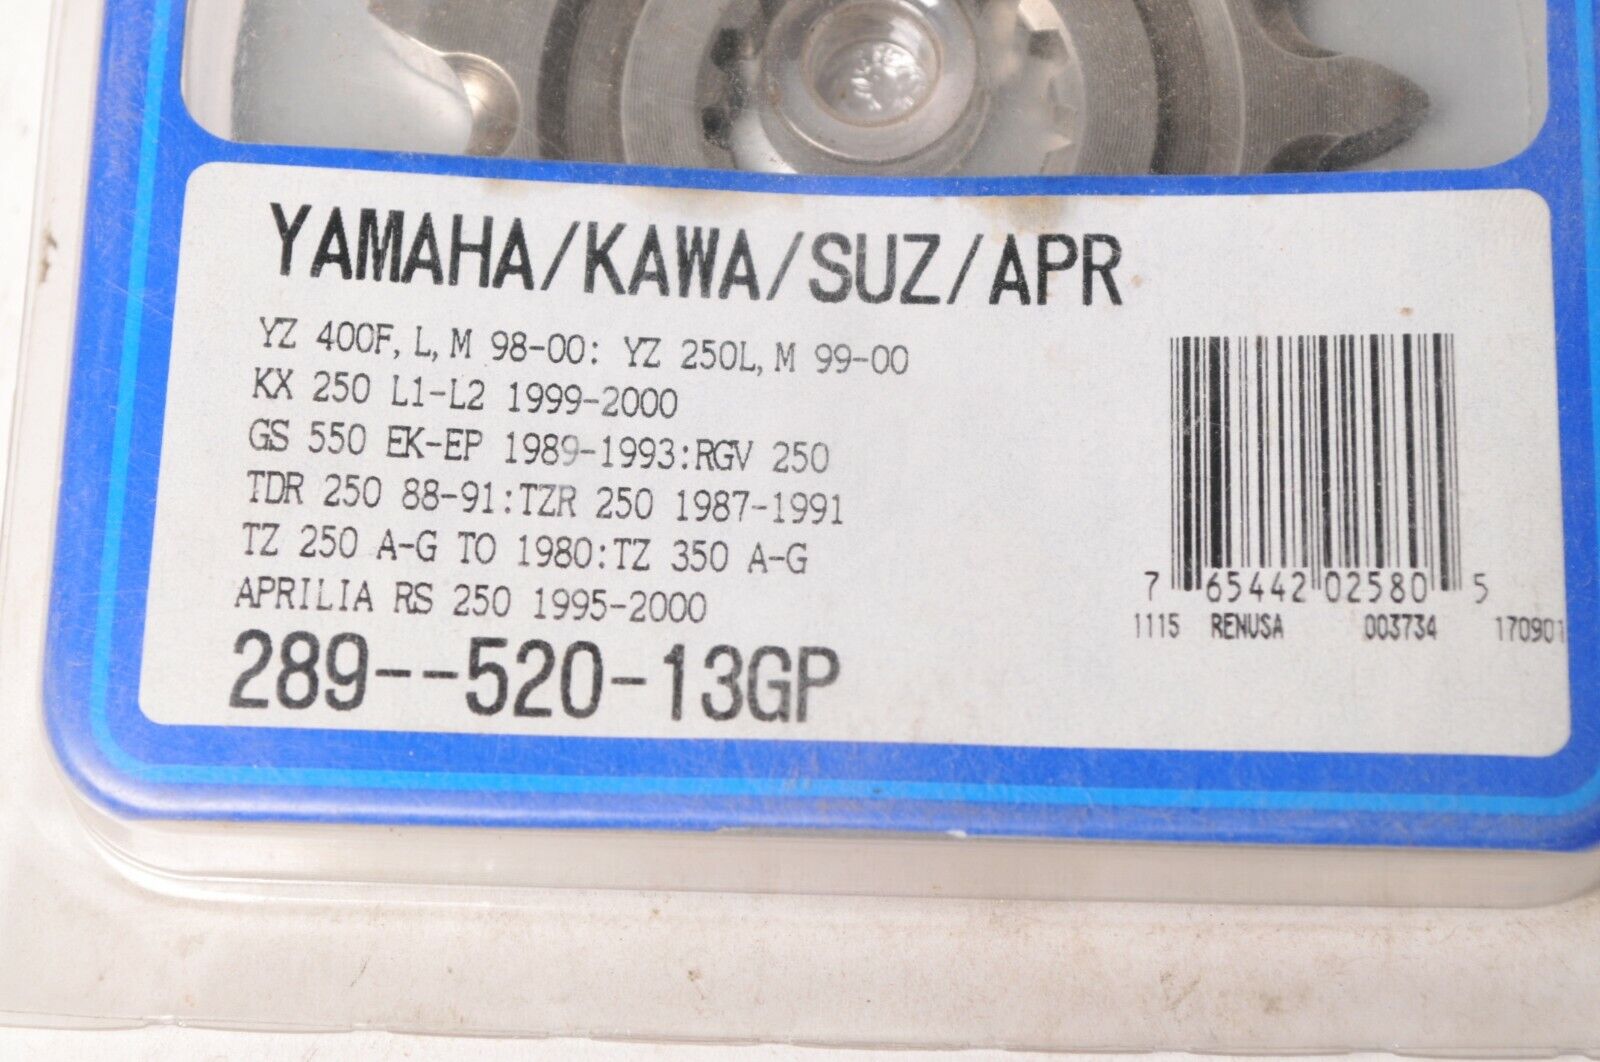 YAMAHA/KAWA/SUZ/APR
YZ 400F, L, M 98-00: YZ 250L, M 99-00
KX 250 L1-L2 1999-2000
GS 550 EK-EP 1989-1993:RGV 250
TDR 250 88-91:TZR 250 1987-1991
TZ 250 A-G TO 1980:TZ 350 A-G
APRILIA RS 250 1995-2000
289--520-13GP
7 65442 02580 5
1115 RENUSA 003734 170901